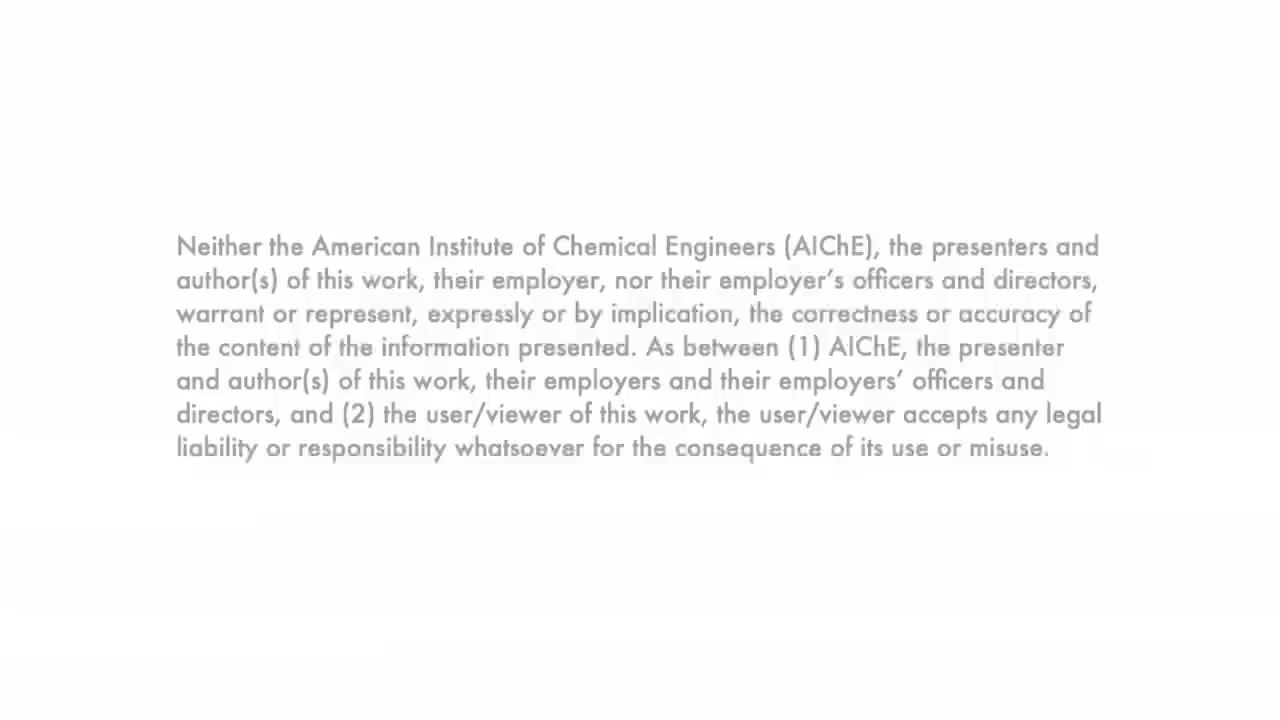 Neither the American Institute of Chemical Engineers (AIChE), the presenters and
author(s) of this work, their employer, nor their employer’s officers and directors,
warrant or represent, expressly or by implication, the correctness or accuracy of
the content of the information presented. As between (1) AIChE, the presenter
and author(s) of this work, their employers and their employers’ officers and
directors, and (2) the user/viewer of this work, the user/viewer accepts any legal
liability or responsibility whatsoever for the consequence of its use or misuse.